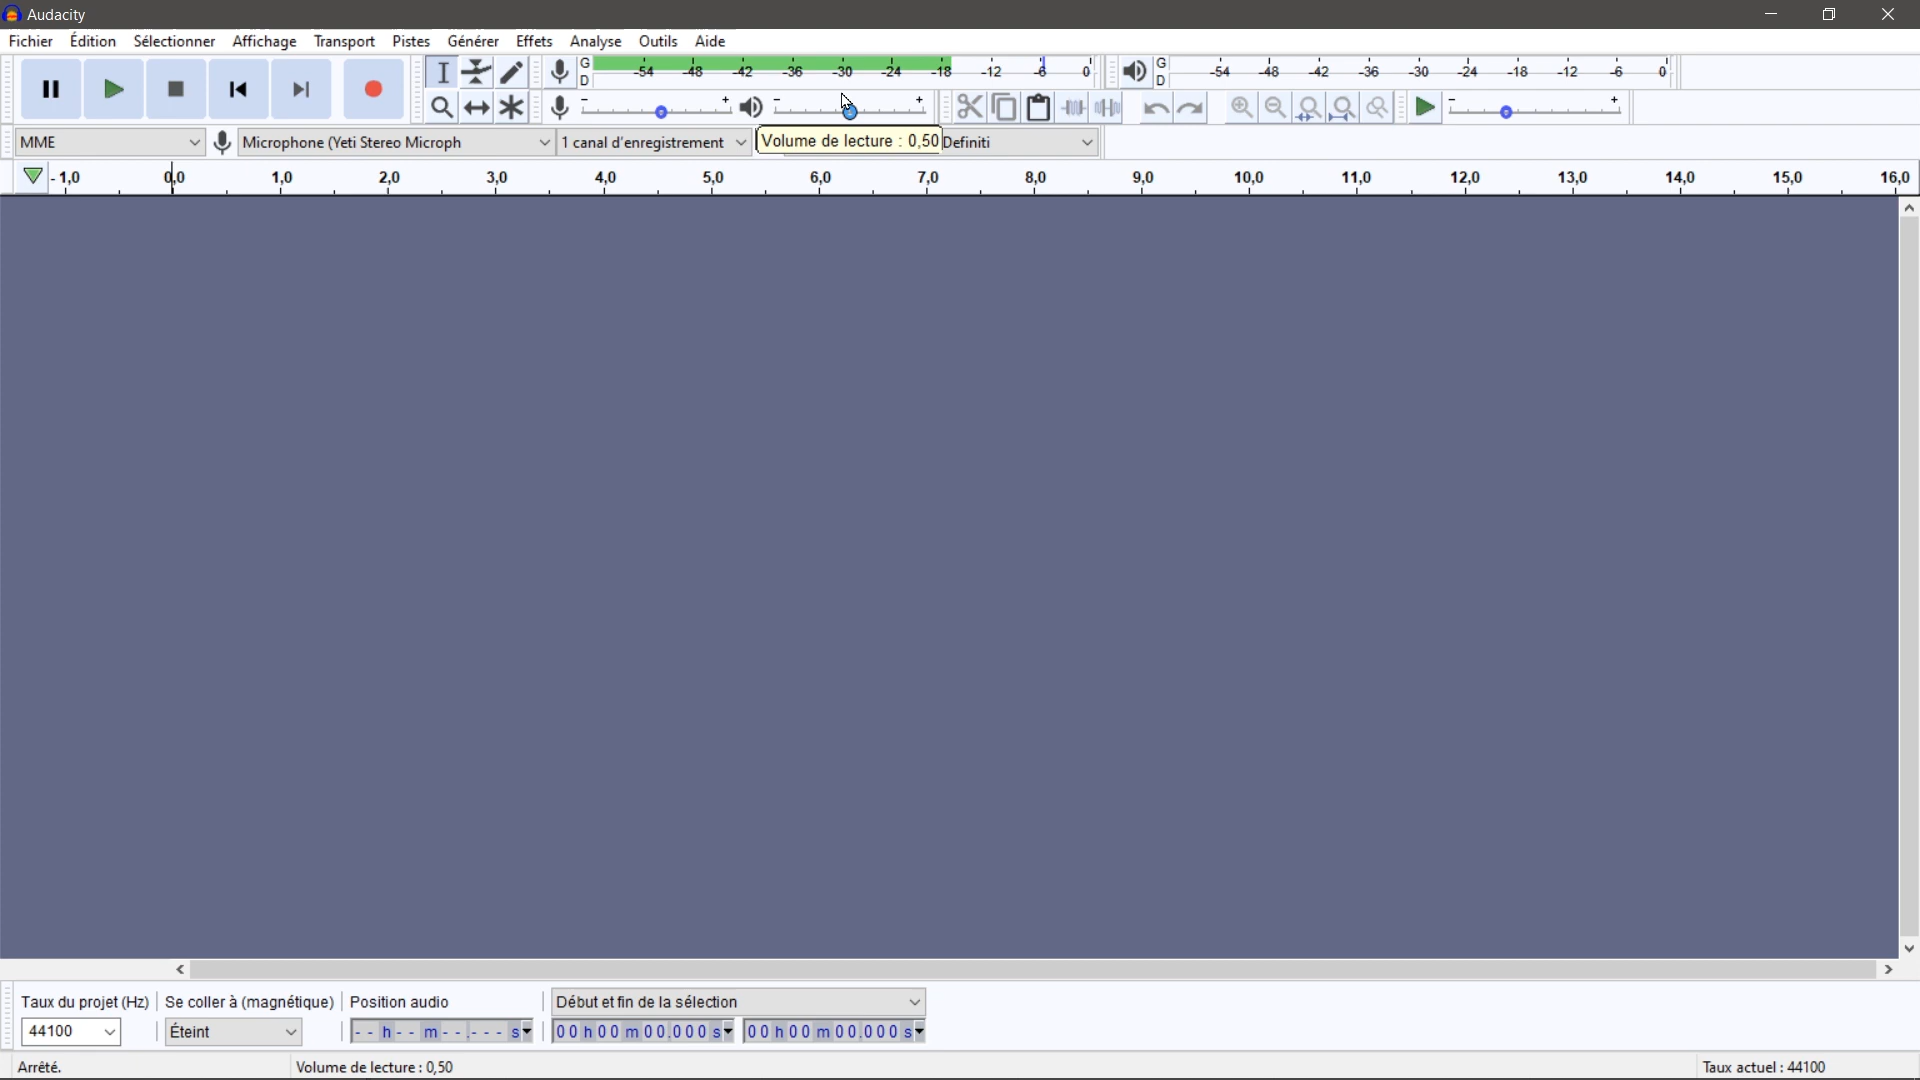 Audacity
Fichier Édition Sélectionner Affichage Transport Pistes Générer Effets Analyse Outils Aide
G D -54 -48 -42 -36 -30 -24 -18 -12 -6 0
G D -54 -48 -42 -36 -30 -24 -18 -12 -6 0
- + - + - +
MME Microphone (Yeti Stereo Microph 1 canal d'enregistrement Volume de lecture : 0,50 Definiti
-1,0 0,0 1,0 2,0 3,0 4,0 5,0 6,0 7,0 8,0 9,0 10,0 11,0 12,0 13,0 14,0 15,0 16,0
Taux du projet (Hz) Se coller à (magnétique) Position audio Début et fin de la sélection
44100 Éteint -- h -- m --.--- s 00 h 00 m 00.000 s 00 h 00 m 00.000 s
Arrêté. Volume de lecture : 0,50 Taux actuel : 44100